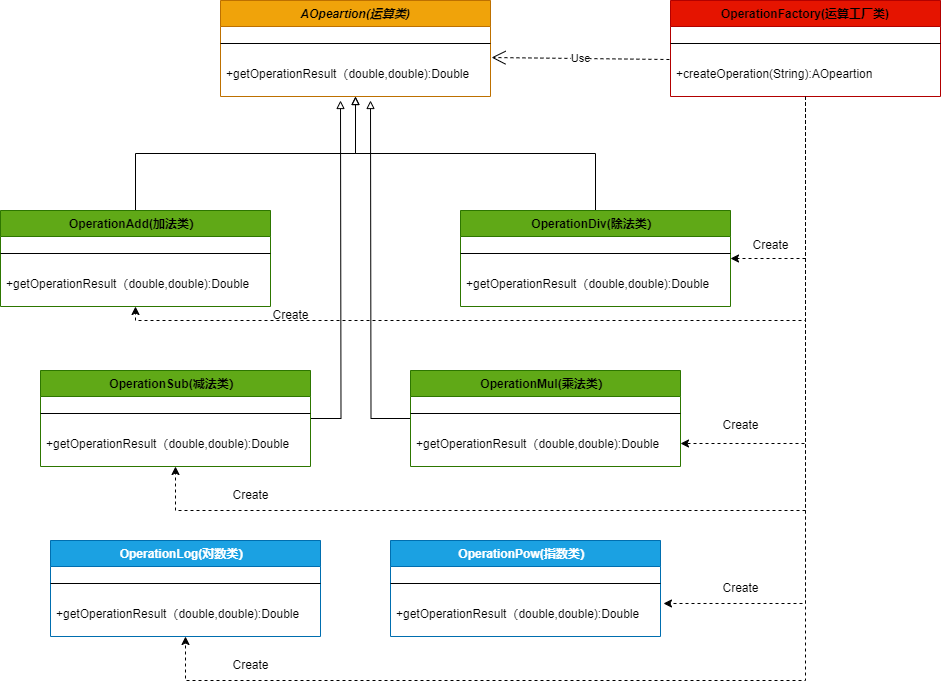 AOpeartion(运算类)
OperationFactory(运算工厂类)
+getOperationResult（double,double):Double
Use
+createOperation(String):AOpeartion
OperationAdd(加法类)
OperationDiv(除法类)
Create
+getOperationResult（double,double):Double
+getOperationResult（double,double):Double
Create
OperationSub(减法类)
OperationMul(乘法类)
Create
+getOperationResult（double,double):Double
+getOperationResult（double,double):Double
Create
OperationLog(对数类)
OperationPow(指数类)
Create
+getOperationResult（double,double):Double
+getOperationResult（double,double):Double
Create